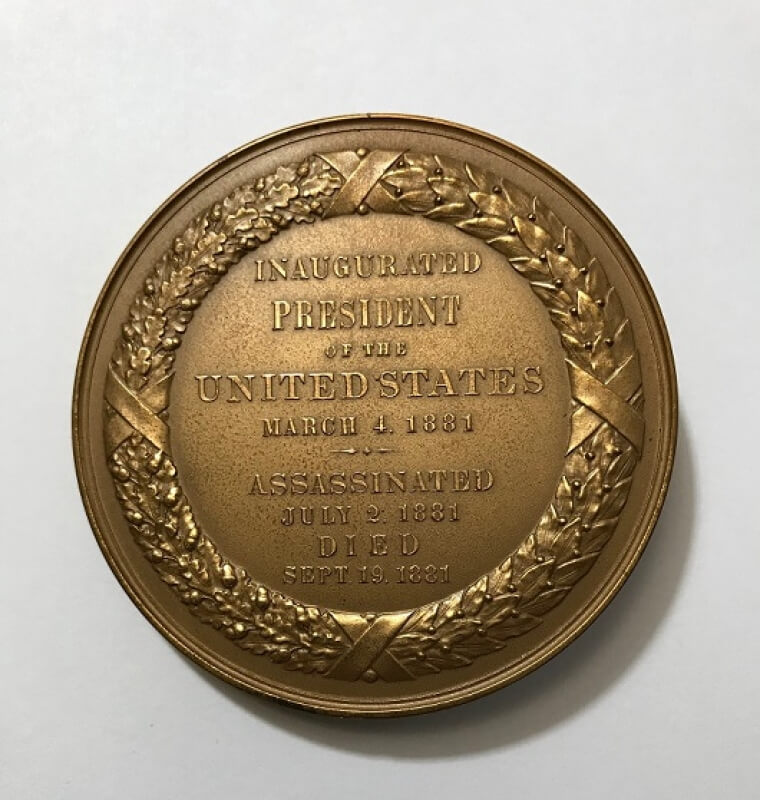 INAUGURATED
PRESIDENT
OF THE
UNITED STATES
MARCH 4. 1881
ASSASSINATED
JULY 2. 1881
DIED
SEPT. 19. 1881